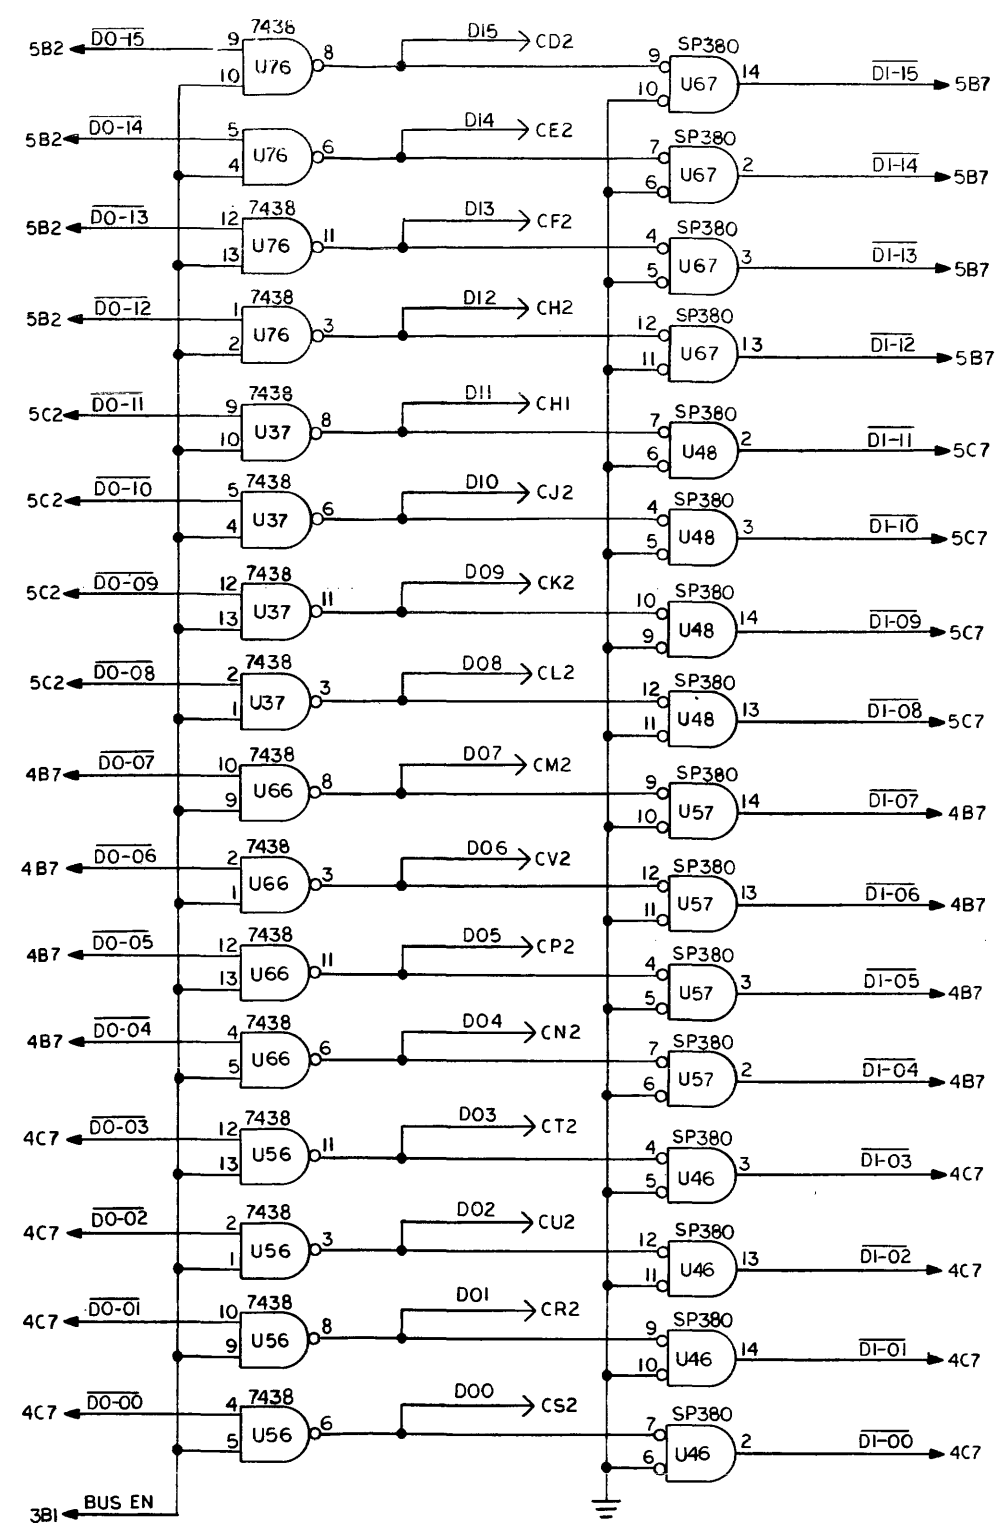 7438
5B2 DO-15 9 U76 8 D15 CD2 SP380 9 U67 14 DI-15 5B7
10 10
5B2 DO-14 5 U76 6 D14 CE2 SP380 7 U67 2 DI-14 5B7
4 6
7438
5B2 DO-13 12 U76 11 D13 CF2 SP380 4 U67 3 DI-13 5B7
13 5
7438
5B2 DO-12 1 U76 3 D12 CH2 SP380 12 U67 13 DI-12 5B7
2 11
7438
5C2 DO-11 9 U37 8 D11 CH1 SP380 7 U48 2 DI-11 5C7
10 6
7438
5C2 DO-10 5 U37 6 D10 CJ2 SP380 4 U48 3 DI-10 5C7
4 5
7438
5C2 DO-09 12 U37 11 D09 CK2 SP380 10 U48 14 DI-09 5C7
13 9
7438
5C2 DO-08 2 U37 3 D08 CL2 SP380 12 U48 13 DI-08 5C7
1 11
7438
4B7 DO-07 10 U66 8 D07 CM2 SP380 9 U57 14 DI-07 4B7
9 10
7438
4B7 DO-06 2 U66 3 D06 CV2 SP380 12 U57 13 DI-06 4B7
1 11
7438
4B7 DO-05 12 U66 11 D05 CP2 SP380 4 U57 3 DI-05 4B7
13 5
7438
4B7 DO-04 4 U66 6 D04 CN2 SP380 7 U57 2 DI-04 4B7
5 6
7438
4C7 DO-03 12 U56 11 D03 CT2 SP380 4 U46 3 DI-03 4C7
13 5
7438
4C7 DO-02 2 U56 3 D02 CU2 SP380 12 U46 13 DI-02 4C7
1 11
7438
4C7 DO-01 10 U56 8 D01 CR2 SP380 9 U46 14 DI-01 4C7
9 10
7438
4C7 DO-00 4 U56 6 D00 CS2 SP380 7 U46 2 DI-00 4C7
5 6
3B1 BUS EN